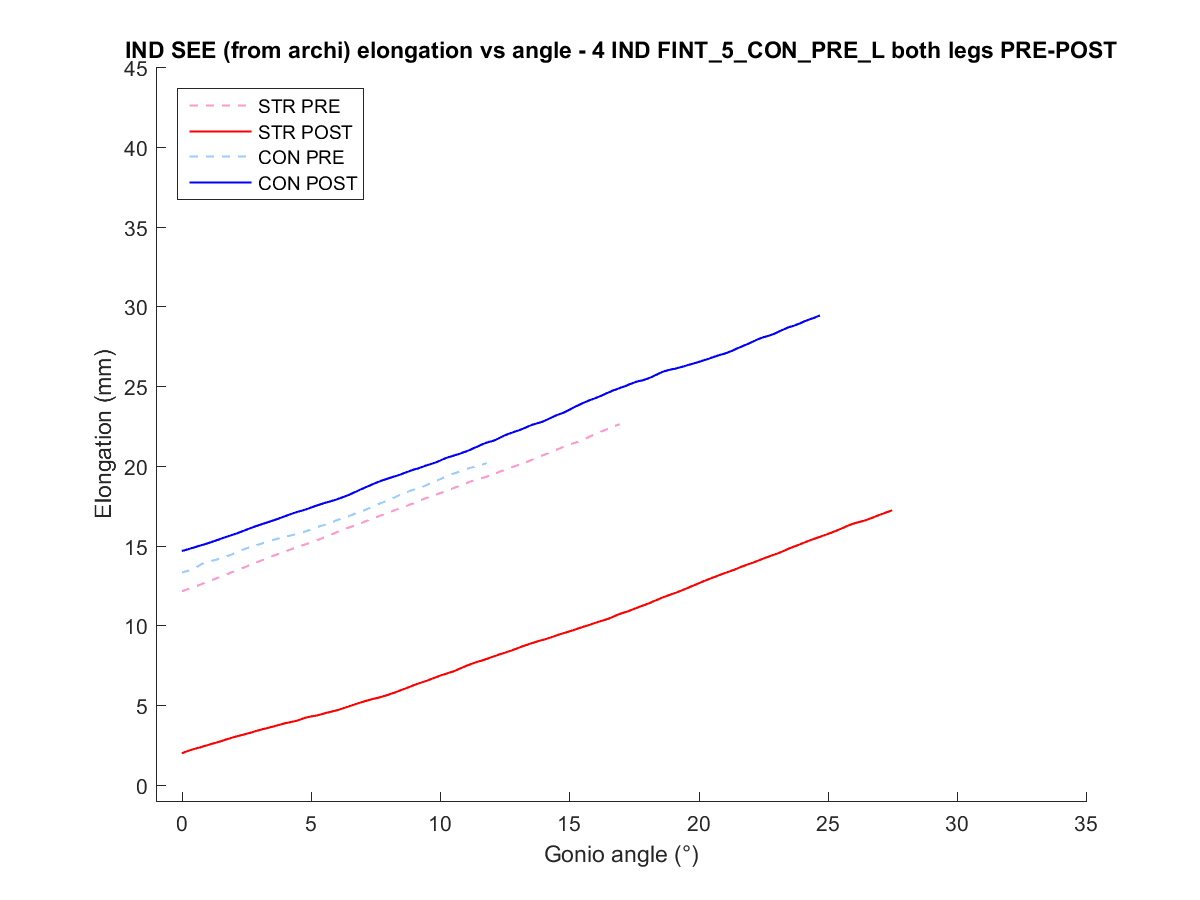 IND SEE (from archi) elongation vs angle - 4 IND FINT_5_CON_PRE_L both legs PRE-POST
STR PRE
STR POST
CON PRE
CON POST
45
40
35
30
25
20
15
10
5
0
Elongation (mm)
0 5 10 15 20 25 30 35
Gonio angle (°)